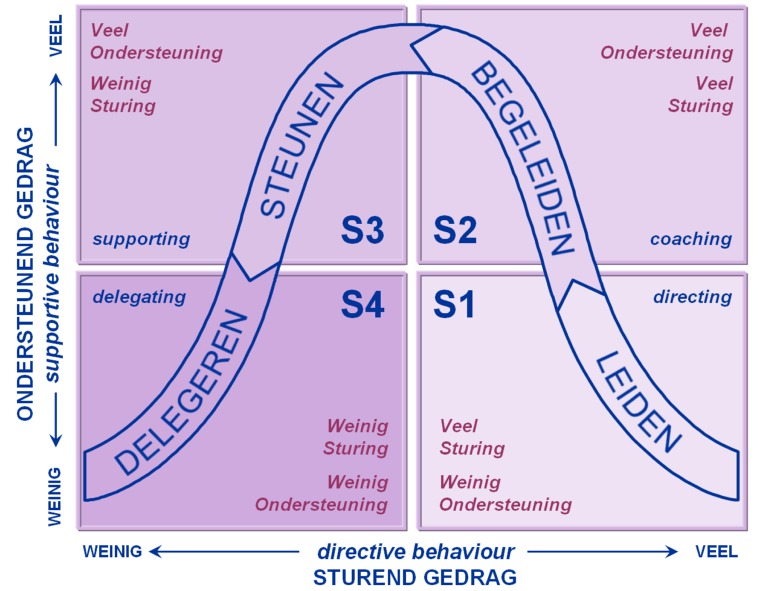 VEEL
ONDERSTEUNEND GEDRAG
supportive behaviour
WEINIG
Veel
Ondersteuning
Weinig
Sturing
supporting
S3
STEUNEN
Veel
Ondersteuning
Veel
Sturing
S2
coaching
BEGELEIDEN
delegating
S4
DELEGEREN
Weinig
Sturing
Weinig
Ondersteuning
S1
directing
LEIDEN
Veel
Sturing
Weinig
Ondersteuning
WEINIG
directive behaviour
VEEL
STUREND GEDRAG